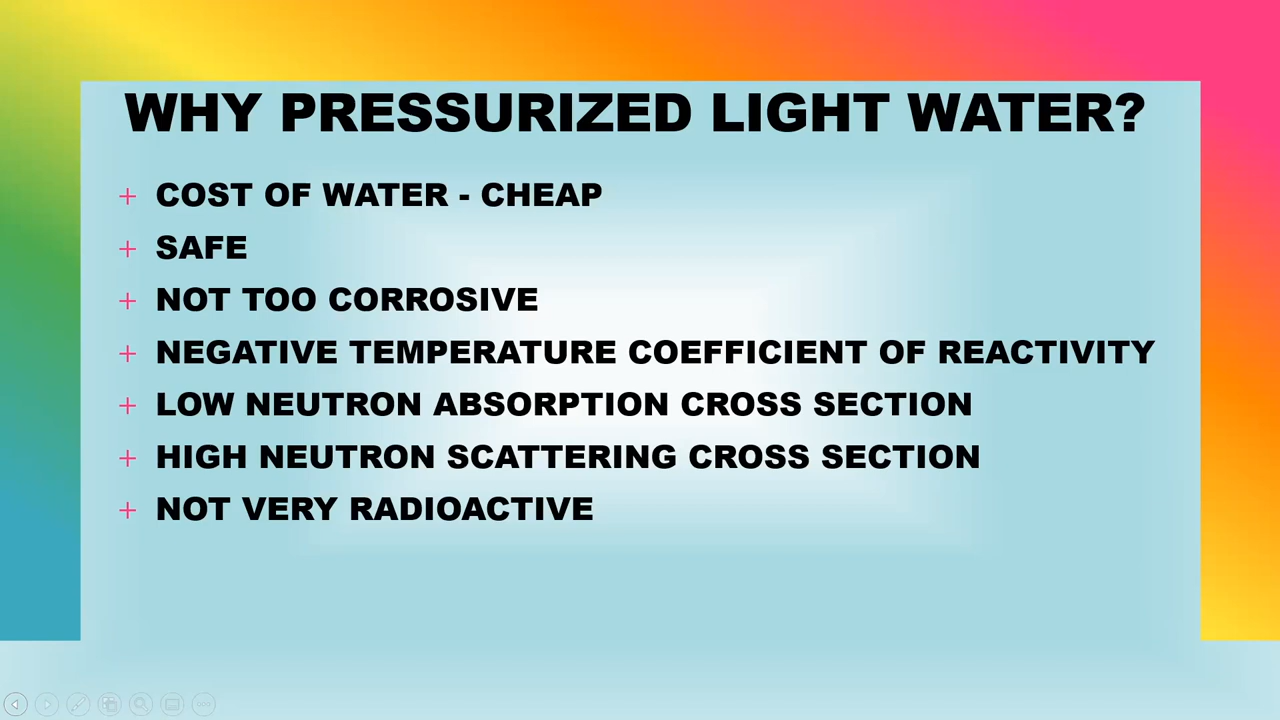 WHY PRESSURIZED LIGHT WATER?
+ COST OF WATER - CHEAP
+ SAFE
+ NOT TOO CORROSIVE
+ NEGATIVE TEMPERATURE COEFFICIENT OF REACTIVITY
+ LOW NEUTRON ABSORPTION CROSS SECTION
+ HIGH NEUTRON SCATTERING CROSS SECTION
+ NOT VERY RADIOACTIVE